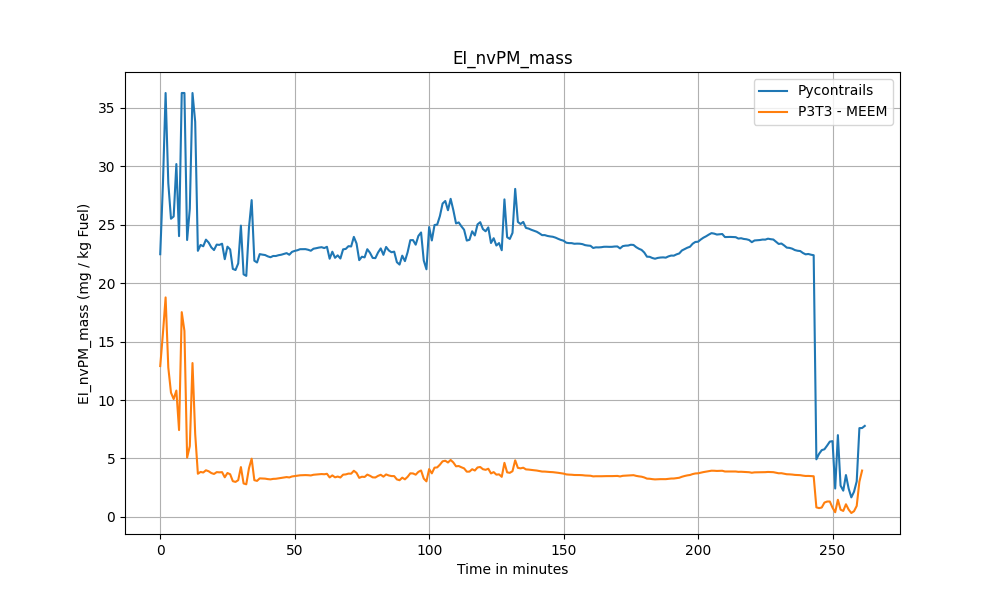 EI_nvPM_mass
Pycontrails
P3T3 - MEEM
EI_nvPM_mass (mg / kg Fuel)
35
30
25
20
15
10
5
0
0 50 100 150 200 250
Time in minutes